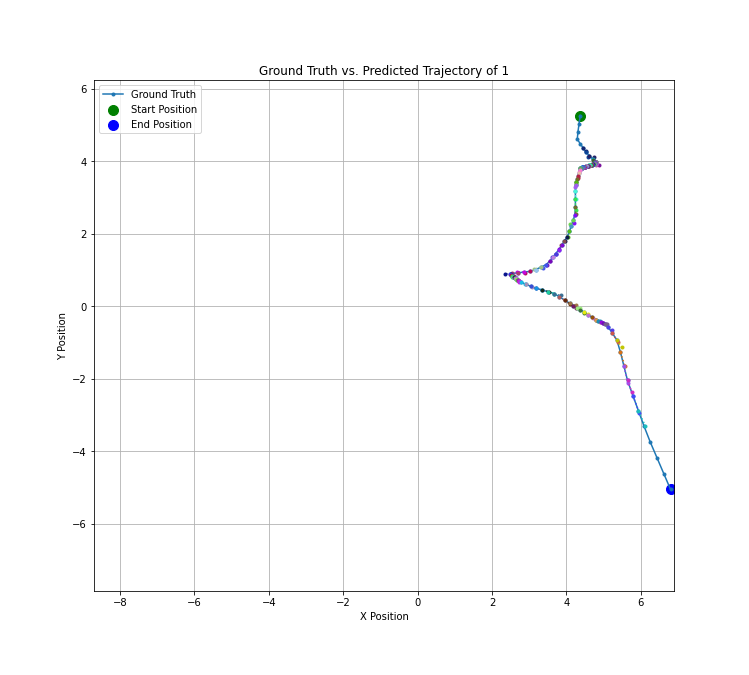 Ground Truth vs. Predicted Trajectory of 1
Ground Truth
Start Position
End Position
6
4
2
0
−2
−4
−6
Y Position
−8 −6 −4 −2 0 2 4 6
X Position